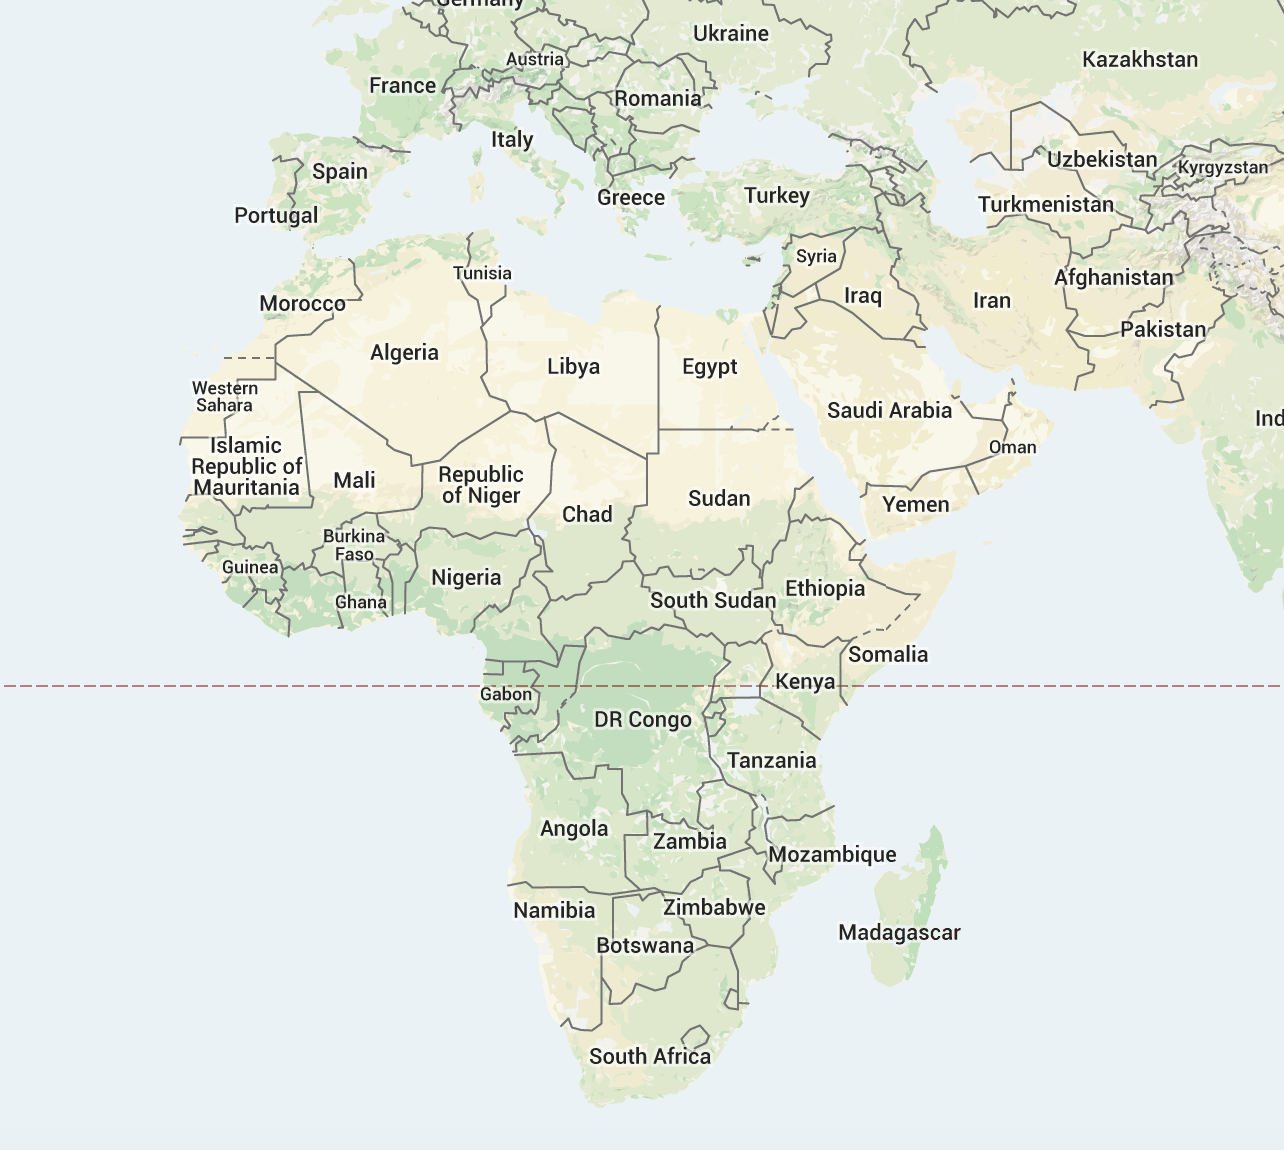 Germany
Ukraine
Austria
Kazakhstan
France
Romania
Italy
Uzbekistan
Kyrgyzstan
Spain
Greece
Turkey
Turkmenistan
Portugal
Syria
Tunisia
Afghanistan
Morocco
Iraq
Iran
Pakistan
Algeria
Libya
Egypt
Western
Sahara
Saudi Arabia
Ind
Islamic
Republic of
Mauritania
Oman
Mali
Republic
of Niger
Sudan
Yemen
Chad
Burkina
Faso
Guinea
Nigeria
Ethiopia
Ghana
South Sudan
Somalia
Kenya
Gabon
DR Congo
Tanzania
Angola
Zambia
Mozambique
Namibia
Zimbabwe
Botswana
Madagascar
South Africa